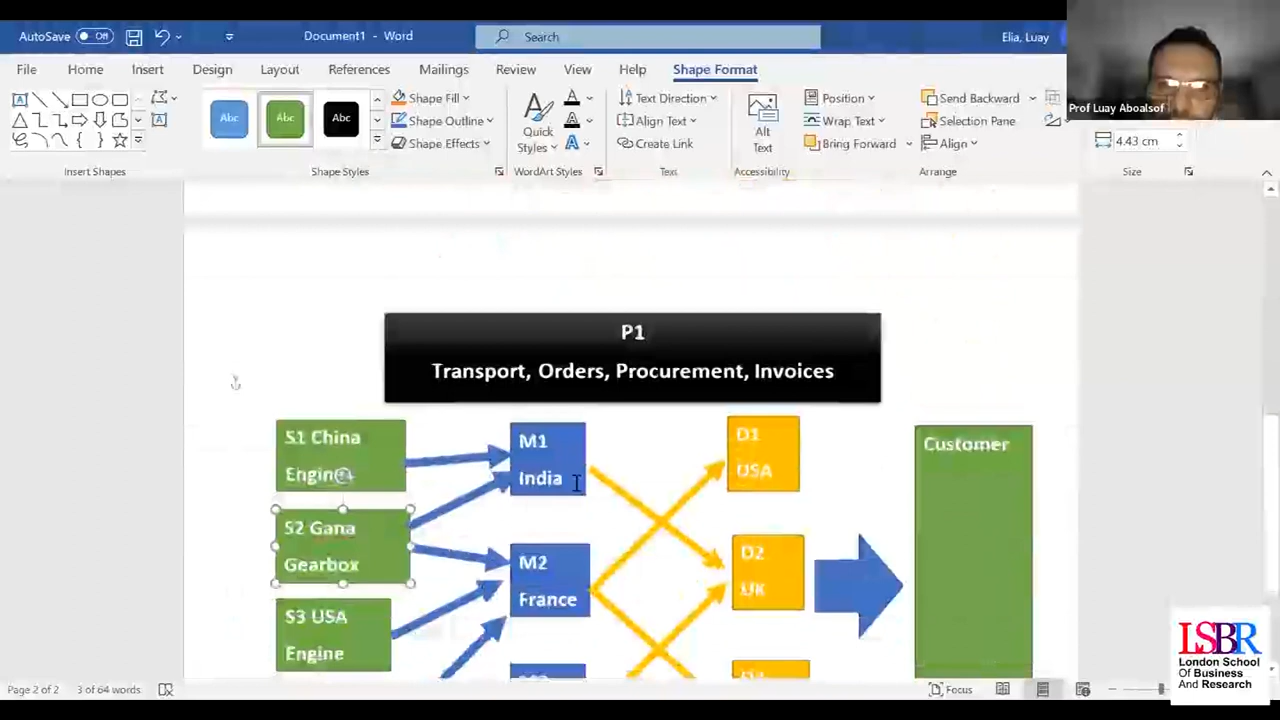 AutoSave Off
Document1 - Word
Search
Elia, Luay
File Home Insert Design Layout References Mailings Review View Help Shape Format
Abc Abc Abc
Shape Fill
Shape Outline
Shape Effects
Quick
Styles
Text Direction
Align Text
Create Link
Alt
Text
Position
Wrap Text
Bring Forward
Send Backward
Selection Pane
Align
4.43 cm
Insert Shapes
Shape Styles
WordArt Styles
Text
Accessibility
Arrange
Size
Prof Luay Aboalsof
P1
Transport, Orders, Procurement, Invoices
S1 China
Engine
S2 Gana
Gearbox
S3 USA
Engine
M1
India
M2
France
D1
USA
D2
UK
Customer
Page 2 of 2
3 of 64 words
Focus
LSBR
London School
Of Business
And Research